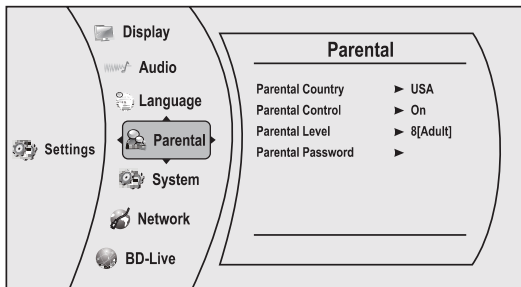 Settings
Display
Audio
Language
Parental
System
Network
BD-Live
Parental
Parental Country ► USA
Parental Control ► On
Parental Level ► 8[Adult]
Parental Password ►